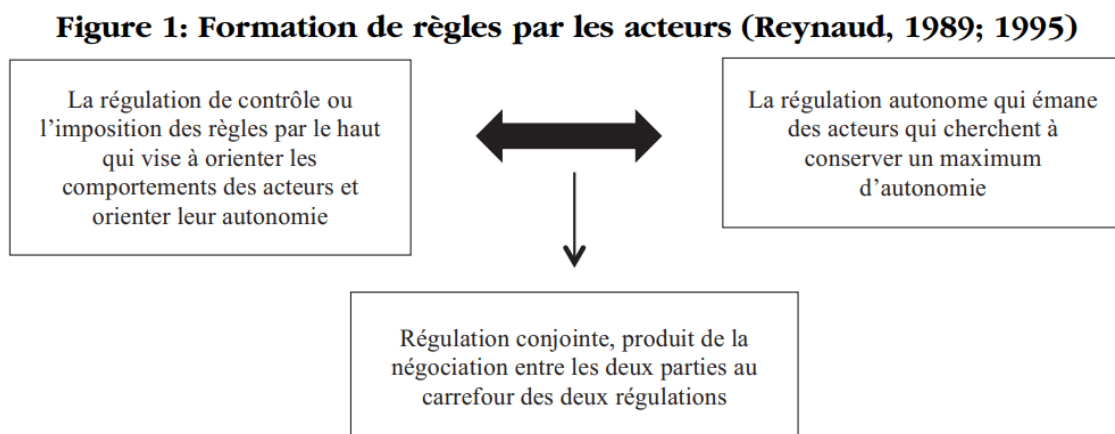 Figure 1: Formation de règles par les acteurs (Reynaud, 1989; 1995)
La régulation de contrôle ou
l’imposition des règles par le haut
qui vise à orienter les
comportements des acteurs et
orienter leur autonomie
La régulation autonome qui émane
des acteurs qui cherchent à
conserver un maximum
d’autonomie
Régulation conjointe, produit de la
négociation entre les deux parties au
carrefour des deux régulations